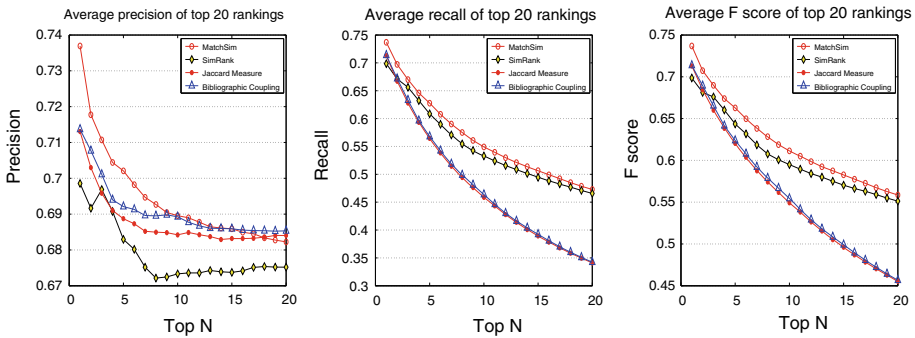 Average precision of top 20 rankings
0.74
0.73
0.72
0.71
0.7
0.69
0.68
0.67
0
5
10
15
20
Precision
Top N
MatchSim
SimRank
Jaccard Measure
Bibliographic Coupling
Average recall of top 20 rankings
0.75
0.7
0.65
0.6
0.55
0.5
0.45
0.4
0.35
0.3
0
5
10
15
20
Recall
Top N
MatchSim
SimRank
Jaccard Measure
Bibliographic Coupling
Average F score of top 20 rankings
0.75
0.7
0.65
0.6
0.55
0.5
0.45
0
5
10
15
20
F score
Top N
MatchSim
SimRank
Jaccard Measure
Bibliographic Coupling